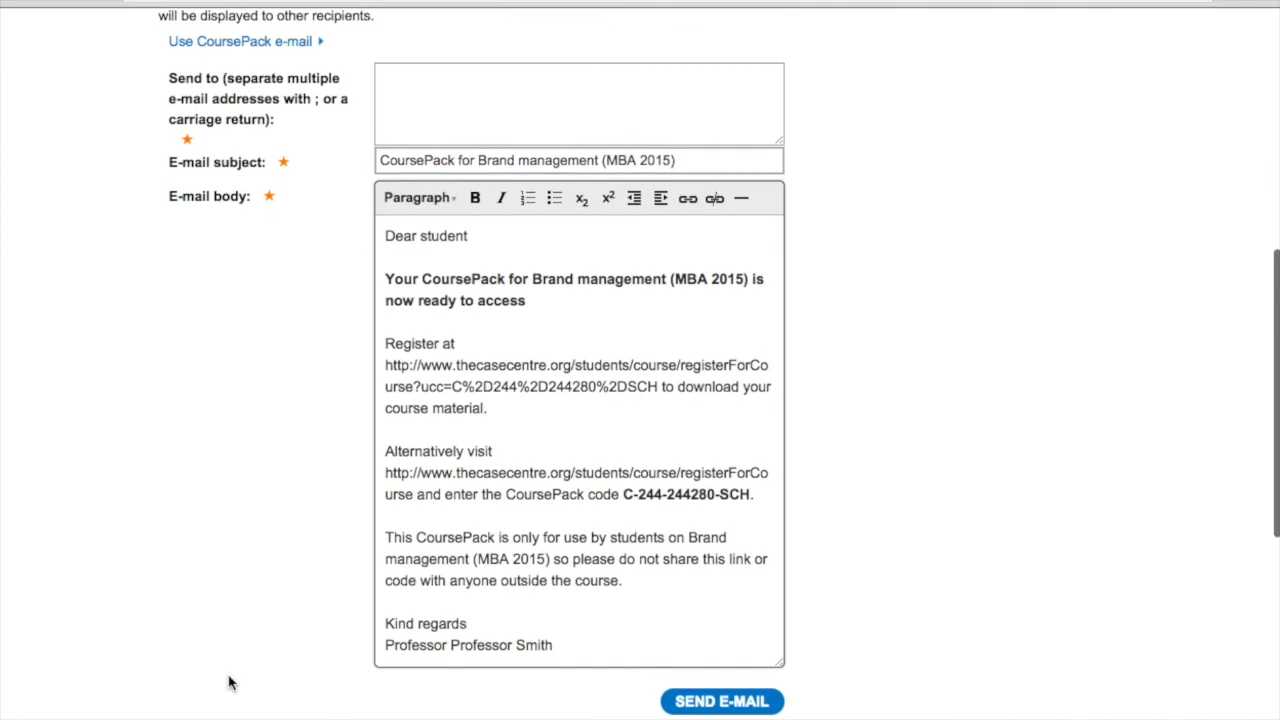 will be displayed to other recipients.
Use CoursePack e-mail
Send to (separate multiple
e-mail addresses with ; or a
carriage return):
E-mail subject:
CoursePack for Brand management (MBA 2015)
E-mail body:
Paragraph B I x2 x²
Dear student
Your CoursePack for Brand management (MBA 2015) is
now ready to access
Register at
http://www.thecasecentre.org/students/course/registerForCo
urse?ucc=C%2D244%2D244280%2DSCH to download your
course material.
Alternatively visit
http://www.thecasecentre.org/students/course/registerForCo
urse and enter the CoursePack code C-244-244280-SCH.
This CoursePack is only for use by students on Brand
management (MBA 2015) so please do not share this link or
code with anyone outside the course.
Kind regards
Professor Professor Smith
SEND E-MAIL